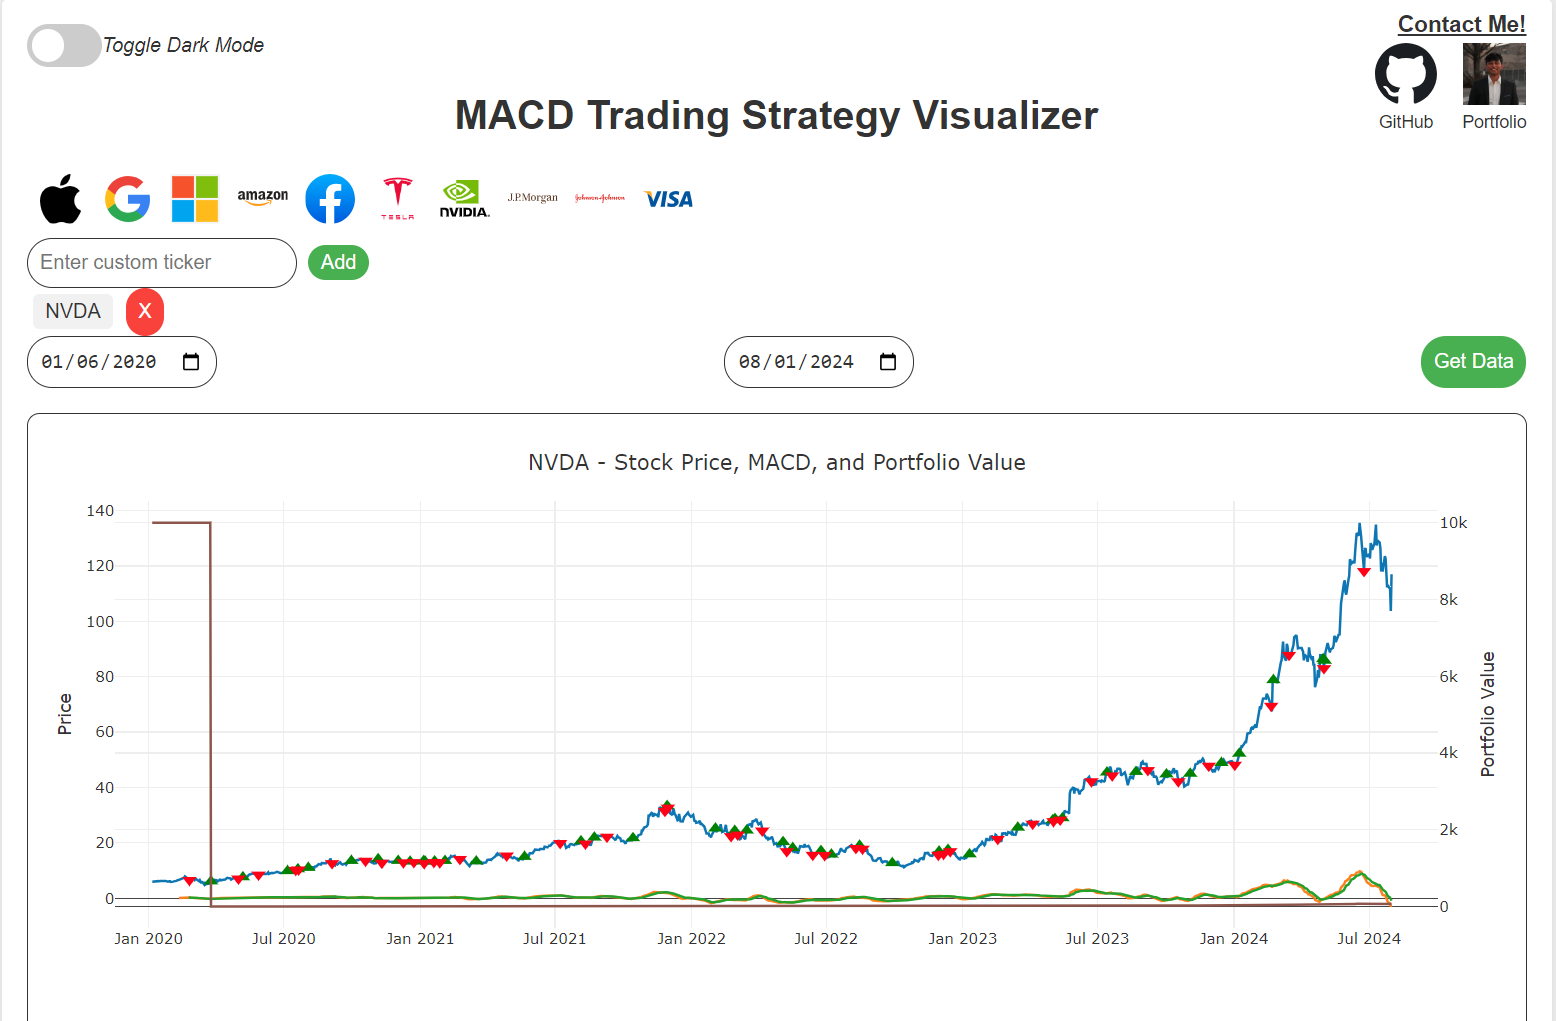 Contact Me!
Toggle Dark Mode
GitHub
Portfolio
MACD Trading Strategy Visualizer
amazon
TESLA
NVIDIA.
J.P.Morgan
Johnson&Johnson
VISA
Enter custom ticker
Add
NVDA
X
01/06/2020
08/01/2024
Get Data
NVDA - Stock Price, MACD, and Portfolio Value
140
120
100
80
60
40
20
0
Price
10k
8k
6k
4k
2k
0
Portfolio Value
Jan 2020
Jul 2020
Jan 2021
Jul 2021
Jan 2022
Jul 2022
Jan 2023
Jul 2023
Jan 2024
Jul 2024